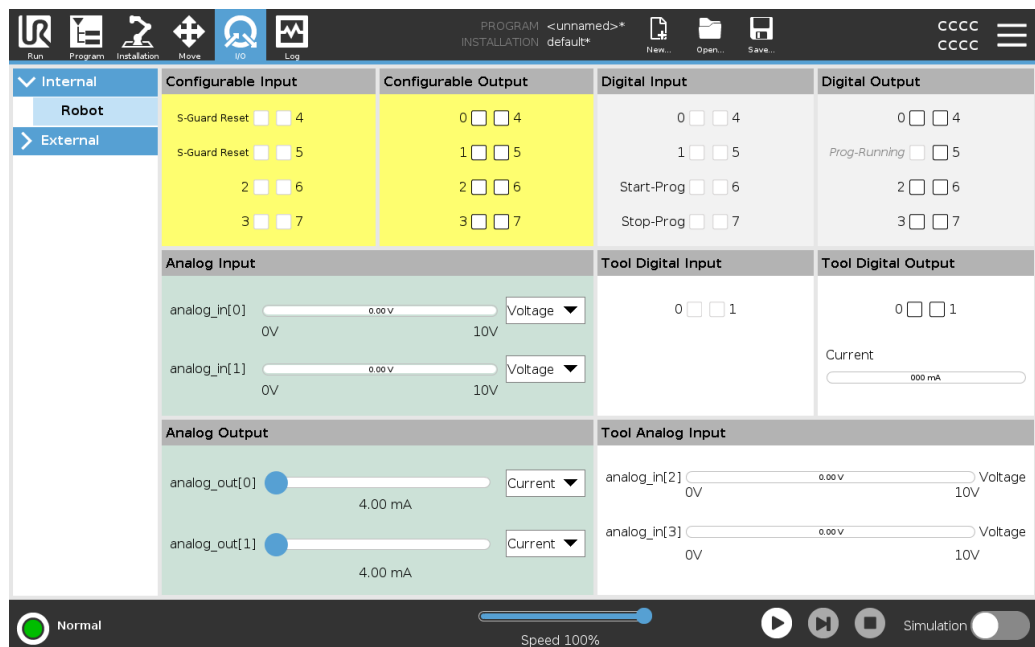 PROGRAM <unnamed>*
INSTALLATION default*
CCCC
CCCC
UR
Run
Program
Installation
Move
I/O
Log
New...
Open...
Save...
Internal
Robot
External
Configurable Input
S-Guard Reset 4
S-Guard Reset 5
2 6
3 7
Configurable Output
0 4
1 5
2 6
3 7
Digital Input
0 4
1 5
Start-Prog 6
Stop-Prog 7
Digital Output
0 4
Prog-Running 5
2 6
3 7
Analog Input
analog_in[0] 0.00 V Voltage
0V 10V
analog_in[1] 0.00 V Voltage
0V 10V
Tool Digital Input
0 1
Tool Digital Output
0 1
Current
000 mA
Analog Output
analog_out[0] Current
4.00 mA
analog_out[1] Current
4.00 mA
Tool Analog Input
analog_in[2] 0.00 V Voltage
0V 10V
analog_in[3] 0.00 V Voltage
0V 10V
Normal
Speed 100%
Simulation